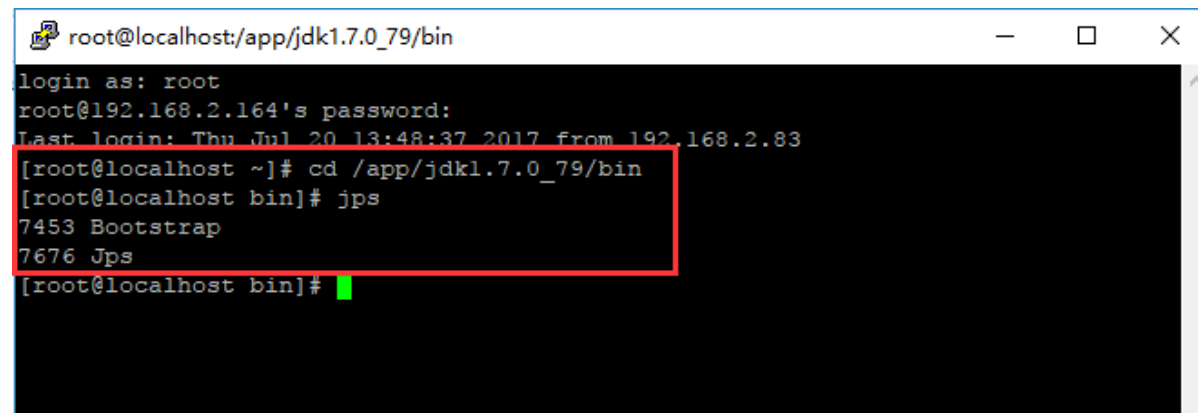 root@localhost:/app/jdk1.7.0_79/bin
login as: root
root@192.168.2.164's password:
Last login: Thu Jul 20 13:48:37 2017 from 192.168.2.83
[root@localhost ~]# cd /app/jdk1.7.0_79/bin
[root@localhost bin]# jps
7453 Bootstrap
7676 Jps
[root@localhost bin]#